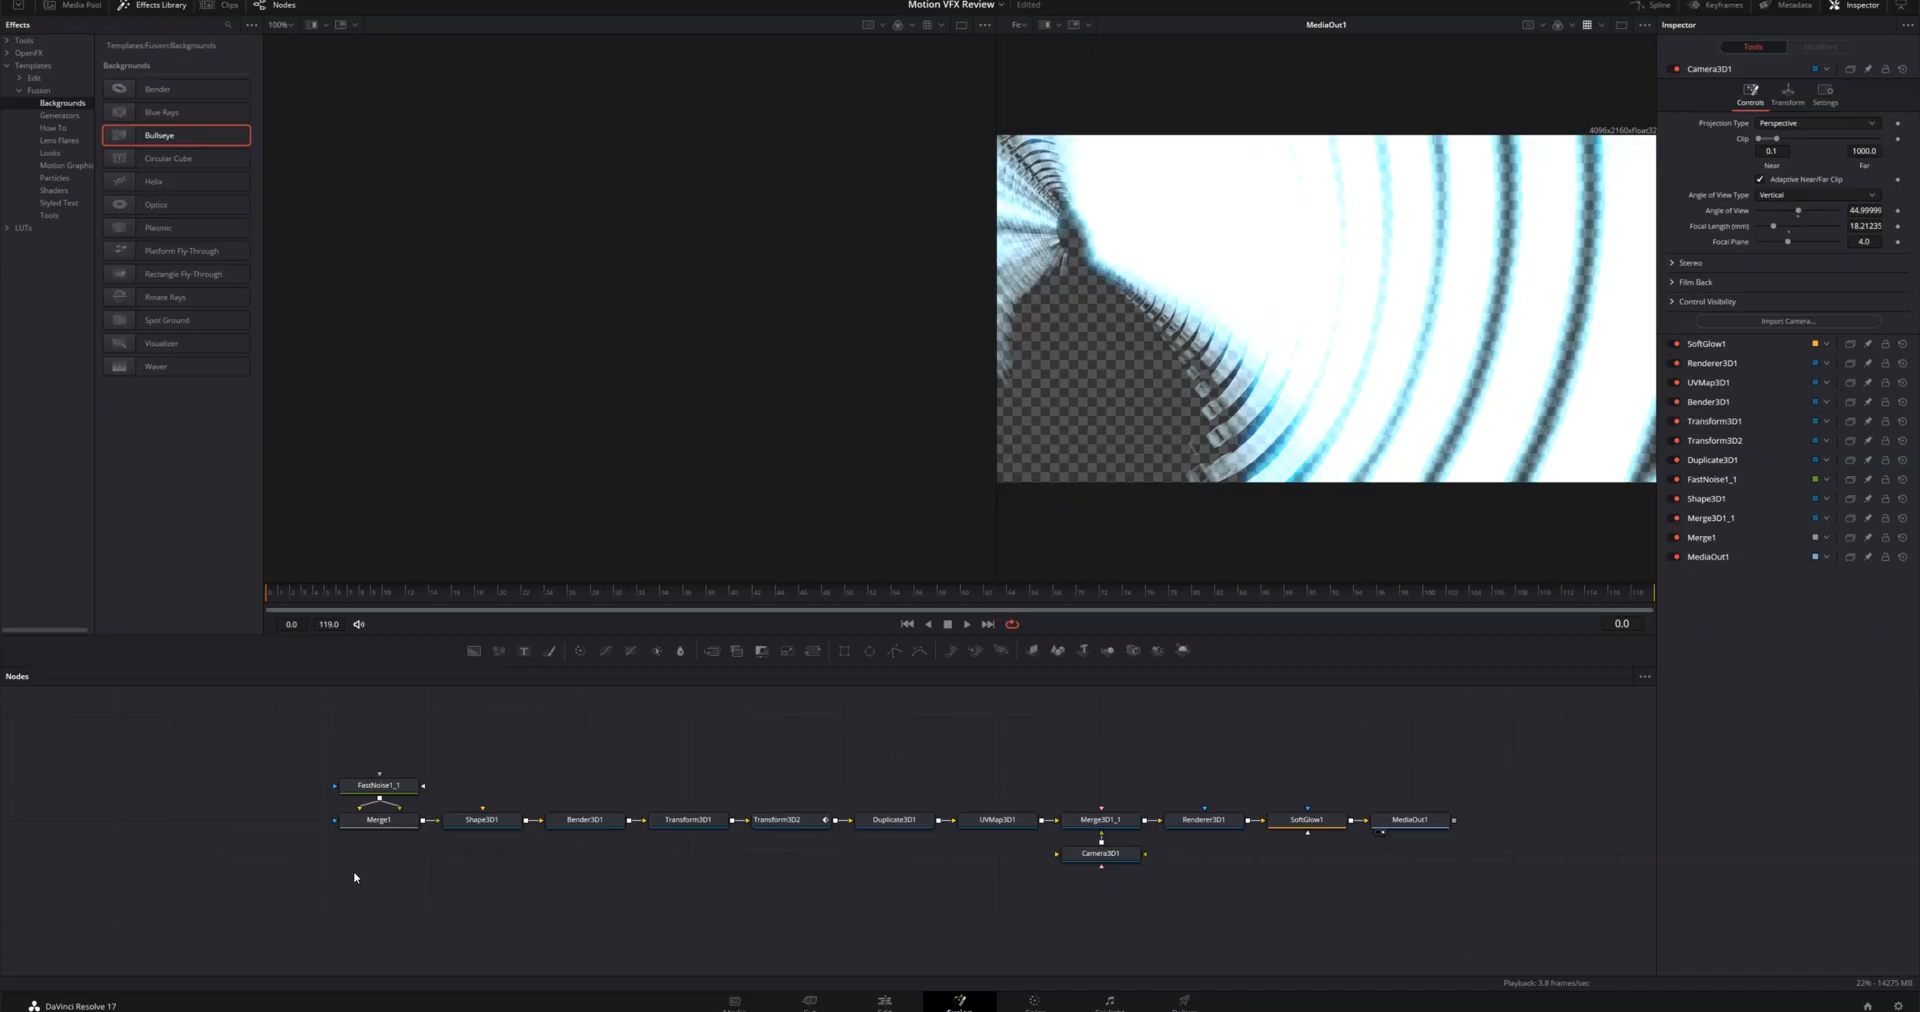 Media Pool
Effects Library
Clips
Nodes
Motion VFX Review
Edited
Spline
Keyframes
Metadata
Inspector
Effects
100%
Fit
MediaOut1
Inspector
Tools
OpenFX
Templates
Edit
Fusion
Backgrounds
Generators
How To
Lens Flares
Looks
Motion Graphic
Particles
Shaders
Styled Text
Tools
LUTs
Templates:Fusion:Backgrounds
Backgrounds
Bender
Blue Rays
Bullseye
Circular Cube
Helix
Optics
Plasmic
Platform Fly-Through
Rectangle Fly-Through
Rotate Rays
Spot Ground
Visualizer
Waver
4096x2160xfloat32
Tools
Modifiers
Camera3D1
Controls
Transform
Settings
Projection Type
Perspective
Clip
0.1
1000.0
Near
Far
Adaptive Near/Far Clip
Angle of View Type
Vertical
Angle of View
44.99999
Focal Length (mm)
18.21235
Focal Plane
4.0
Stereo
Film Back
Control Visibility
Import Camera...
SoftGlow1
Renderer3D1
UVMap3D1
Bender3D1
Transform3D1
Transform3D2
Duplicate3D1
FastNoise1_1
Shape3D1
Merge3D1_1
Merge1
MediaOut1
0.0
119.0
0.0
Nodes
FastNoise1_1
Merge1
Shape3D1
Bender3D1
Transform3D1
Transform3D2
Duplicate3D1
UVMap3D1
Merge3D1_1
Renderer3D1
SoftGlow1
MediaOut1
Camera3D1
Playback: 3.8 frames/sec
22% - 14275 MB
DaVinci Resolve 17